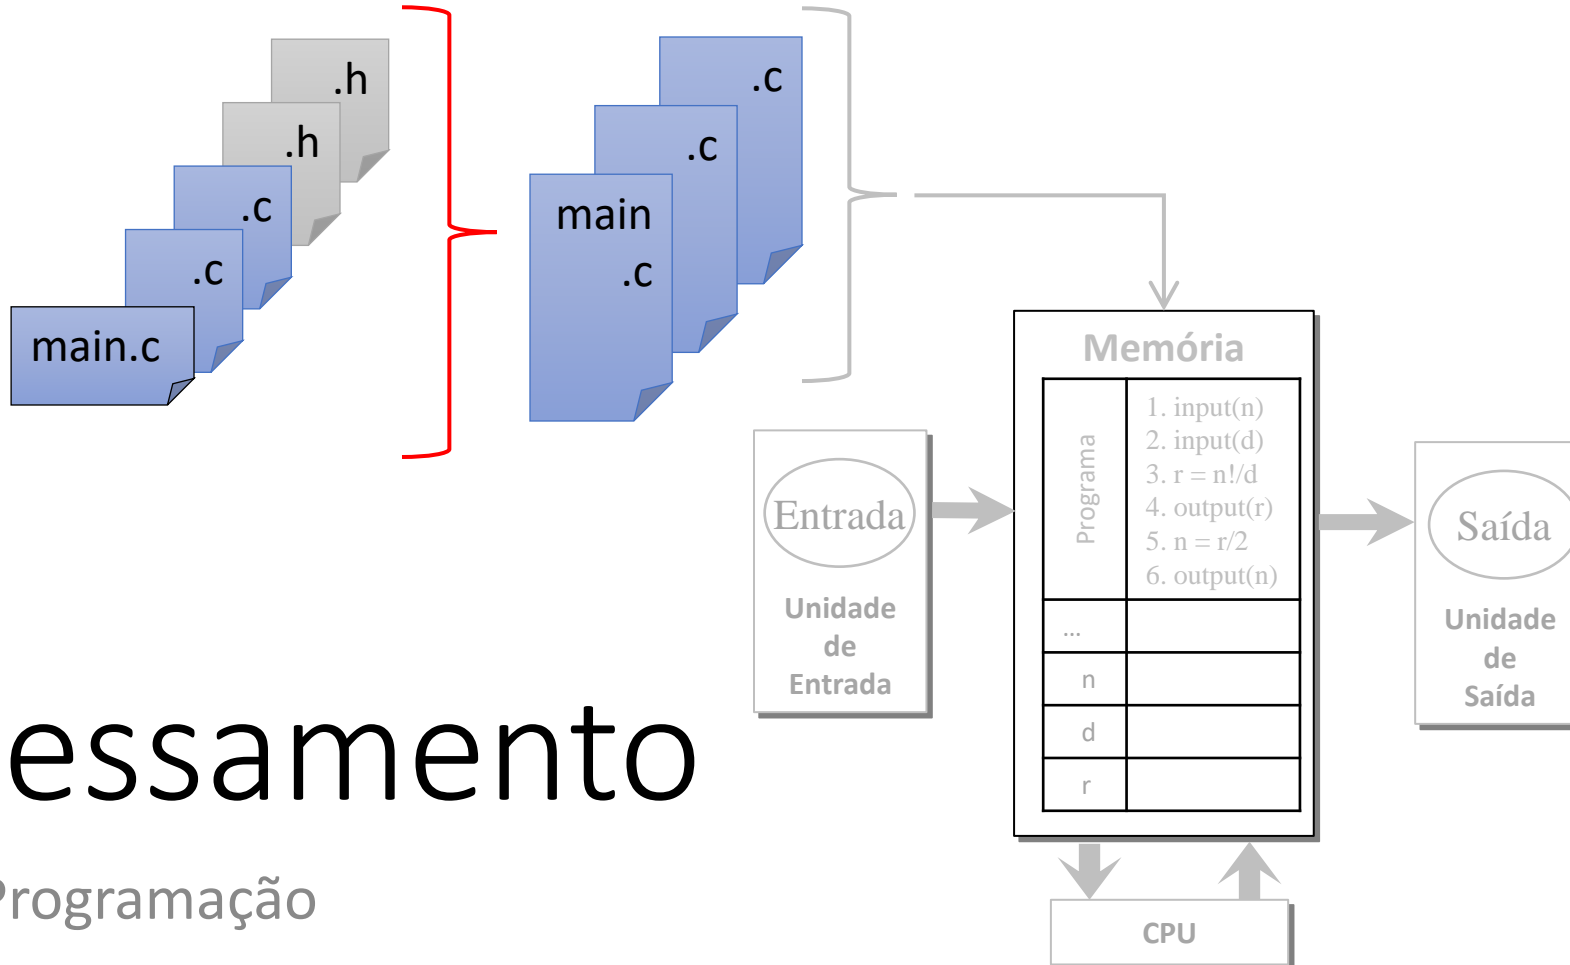 .h
.h
.c
.c
main.c
.c
.c
main
.c
Memória
Programa
1. input(n)
2. input(d)
3. r = n!/d
4. output(r)
5. n = r/2
6. output(n)
...
n
d
r
Entrada
Unidade
de
Entrada
Saída
Unidade
de
Saída
CPU
essamento
Programação